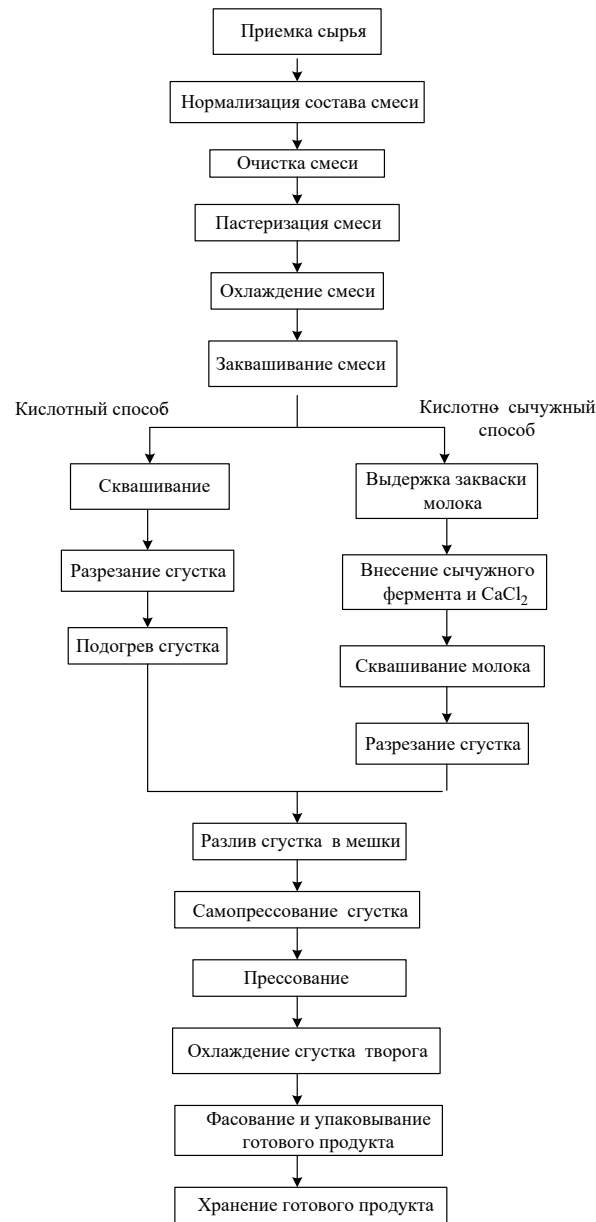 Приемка сырья
Нормализация состава смеси
Очистка смеси
Пастеризация смеси
Охлаждение смеси
Заквашивание смеси
Кислотный способ
Кислотно- сычужный
способ
Сквашивание
Разрезание сгустка
Подогрев сгустка
Выдержка закваски
молока
Внесение сычужного
фермента и CaCl₂
Сквашивание молока
Разрезание сгустка
Разлив сгустка в мешки
Самопрессование сгустка
Прессование
Охлаждение сгустка творога
Фасование и упаковывание
готового продукта
Хранение готового продукта